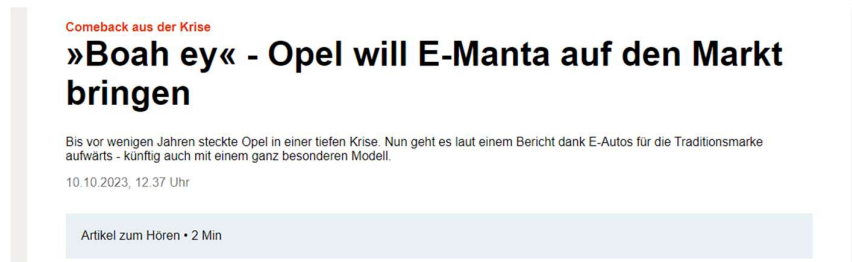 Comeback aus der Krise
»Boah ey« - Opel will E-Manta auf den Markt
bringen
Bis vor wenigen Jahren steckte Opel in einer tiefen Krise. Nun geht es laut einem Bericht dank E-Autos für die Traditionsmarke
aufwärts - künftig auch mit einem ganz besonderen Modell.
10.10.2023, 12.37 Uhr
Artikel zum Hören • 2 Min